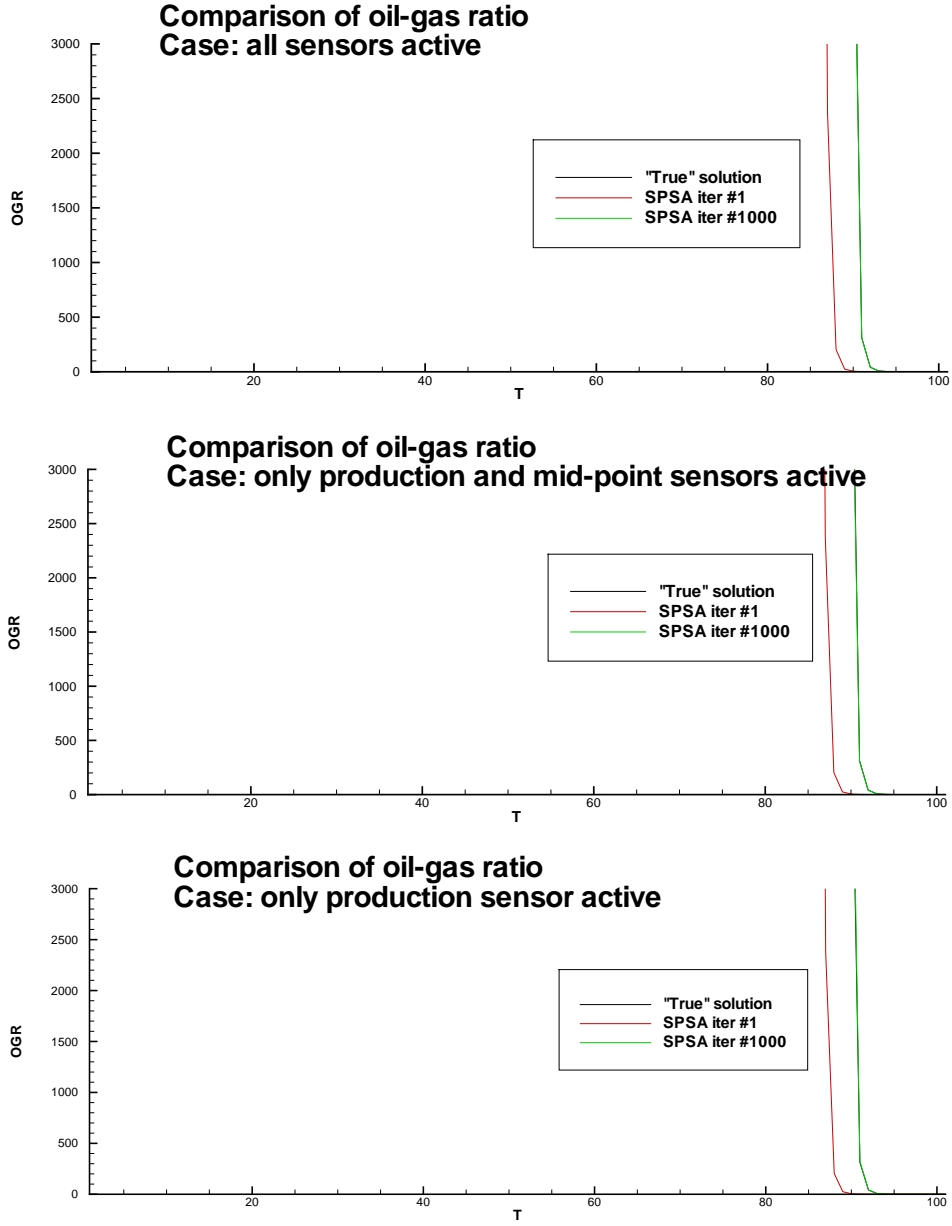 Comparison of oil-gas ratio
Case: all sensors active
3000
2500
2000
1500
1000
500
0
OGR
"True" solution
SPSA iter #1
SPSA iter #1000
20
40
60
80
100
T
Comparison of oil-gas ratio
Case: only production and mid-point sensors active
3000
2500
2000
1500
1000
500
0
OGR
"True" solution
SPSA iter #1
SPSA iter #1000
20
40
60
80
100
T
Comparison of oil-gas ratio
Case: only production sensor active
3000
2500
2000
1500
1000
500
0
OGR
"True" solution
SPSA iter #1
SPSA iter #1000
20
40
60
80
100
T